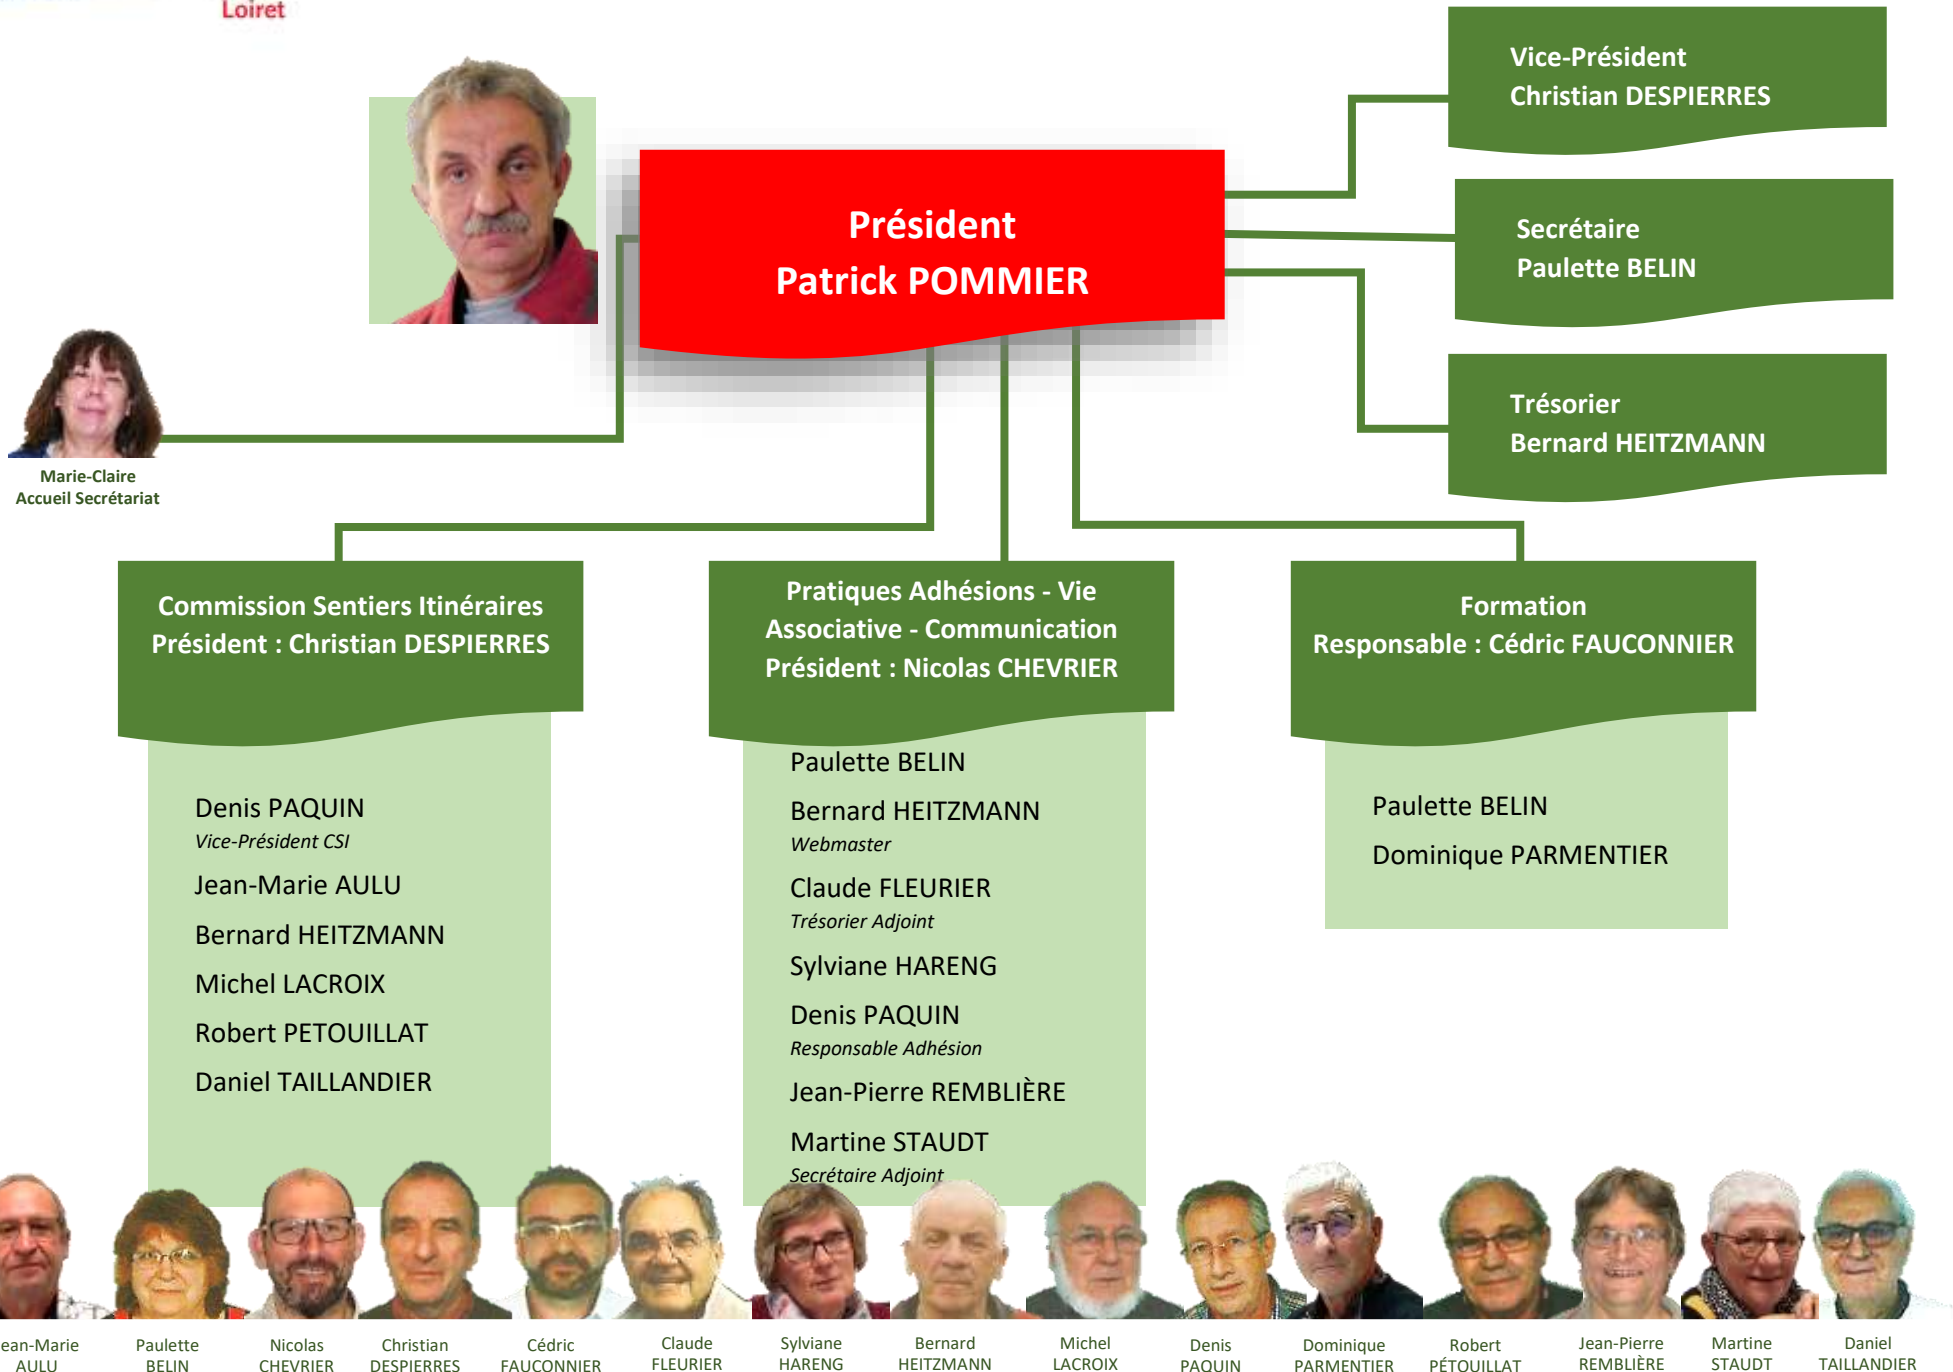 Loiret
Vice-Président
Christian DESPIERRES
Président
Patrick POMMIER
Secrétaire
Paulette BELIN
Trésorier
Bernard HEITZMANN
Marie-Claire
Accueil Secrétariat
Commission Sentiers Itinéraires
Président : Christian DESPIERRES
Denis PAQUIN
Vice-Président CSI
Jean-Marie AULU
Bernard HEITZMANN
Michel LACROIX
Robert PETOUILLAT
Daniel TAILLANDIER
Pratiques Adhésions - Vie
Associative - Communication
Président : Nicolas CHEVRIER
Paulette BELIN
Bernard HEITZMANN
Webmaster
Claude FLEURIER
Trésorier Adjoint
Sylviane HARENG
Denis PAQUIN
Responsable Adhésion
Jean-Pierre REMBLIÈRE
Martine STAUDT
Secrétaire Adjoint
Formation
Responsable : Cédric FAUCONNIER
Paulette BELIN
Dominique PARMENTIER
ean-Marie
AULU
Paulette
BELIN
Nicolas
CHEVRIER
Christian
DESPIERRES
Cédric
FAUCONNIER
Claude
FLEURIER
Sylviane
HARENG
Bernard
HEITZMANN
Michel
LACROIX
Denis
PAQUIN
Dominique
PARMENTIER
Robert
PÉTOUILLAT
Jean-Pierre
REMBLIÈRE
Martine
STAUDT
Daniel
TAILLANDIER